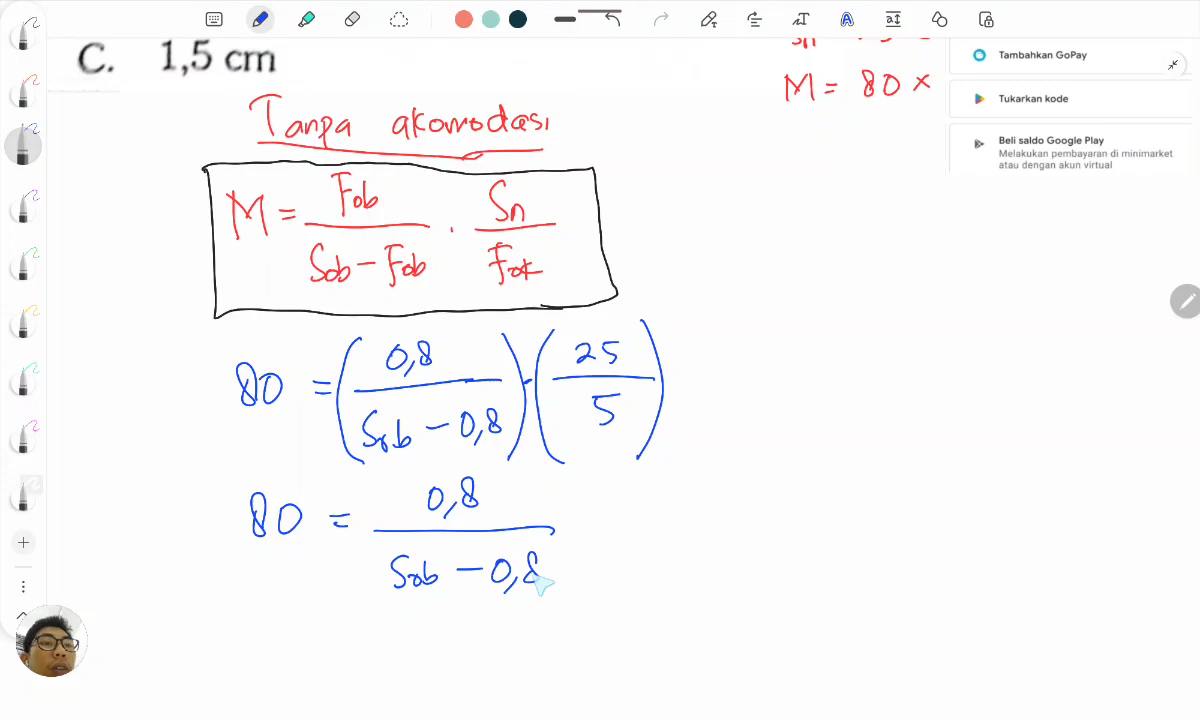 C. 1,5 cm
M = 80 ×
Tambahkan GoPay
Tukarkan kode
Beli saldo Google Play
Melakukan pembayaran di minimarket
atau dengan akun virtual
Tanpa akomodasi
M = Fob / (Sob − Fob) . Sn / Fok
80 = (0,8 / (Sob − 0,8)) . (25 / 5)
80 = 0,8 / (Sob − 0,8